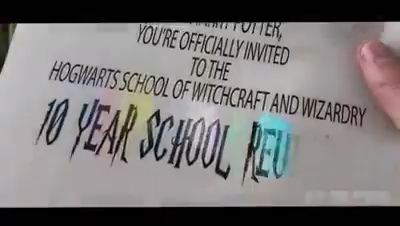 POTTER,
YOU'RE OFFICIALLY INVITED
TO THE
HOGWARTS SCHOOL OF WITCHCRAFT AND WIZARDRY
10 YEAR SCHOOL REU